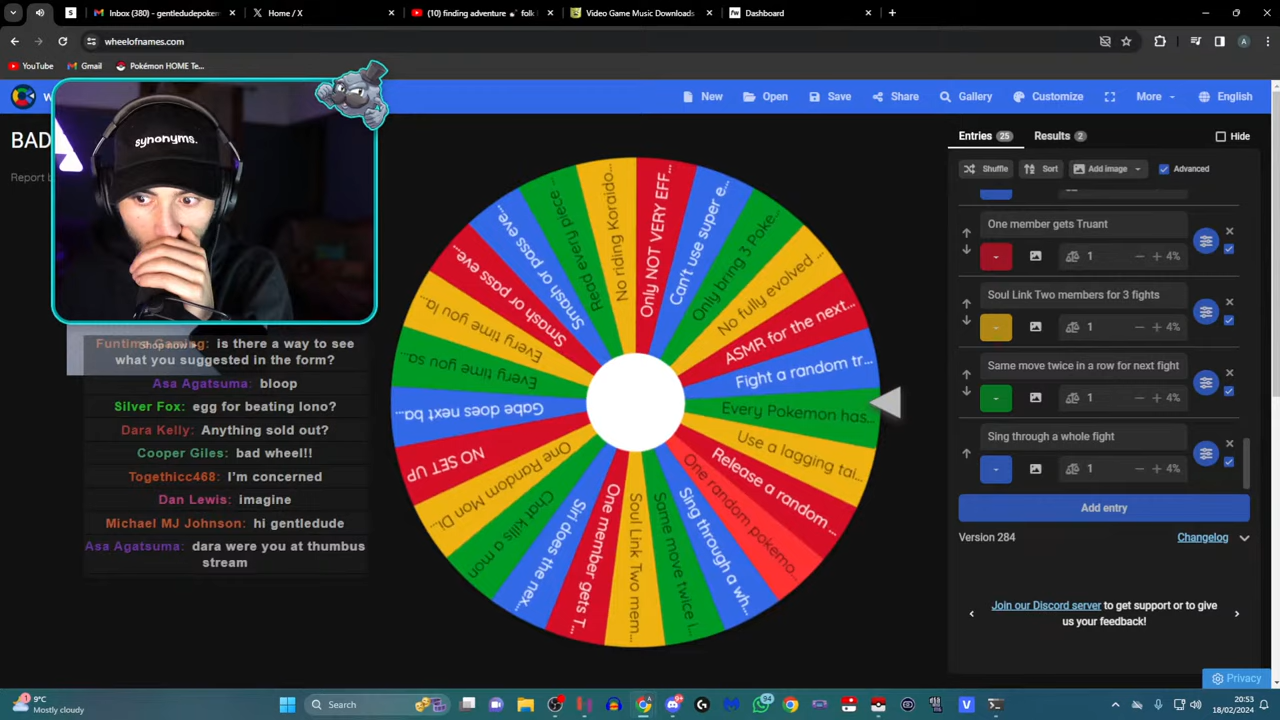 Inbox (380) - gentledudepokem
Home / X
(10) finding adventure
folk
Video Game Music Downloads
Dashboard
wheelofnames.com
YouTube
Gmail
Pokémon HOME Te...
W
New
Open
Save
Share
Gallery
Customize
More
English
BAD
Report b
synonyms.
Entries 25
Results 2
Hide
Shuffle
Sort
Add image
Advanced
One member gets Truant
1
4%
Soul Link Two members for 3 fights
1
4%
Same move twice in a row for next fight
1
4%
Sing through a whole fight
1
4%
Add entry
Version 284
Changelog
Join our Discord server to get support or to give
us your feedback!
Privacy
Only NOT VERY EFF...
Can't use super e...
Only bring 3 Poke...
No fully evolved ...
ASMR for the next...
Fight a random tr...
Every Pokemon has...
Use a lagging tai...
Release a random...
One random pokemo...
Sing through a wh...
Same move twice i...
Soul Link Two mem...
One member gets T...
Siri does the nex...
Chat kills a mon
One Random Mon Di...
NO SET UP
Gabe does next ba...
Every time you sa...
Every time you la...
Smash or pass eve...
Smash or pass eve...
Read every piece
No riding Koraido...
Shop now
Funtime Gaming: is there a way to see
what you suggested in the form?
Asa Agatsuma: bloop
Silver Fox: egg for beating Iono?
Dara Kelly: Anything sold out?
Cooper Giles: bad wheel!!
Togethicc468: I'm concerned
Dan Lewis: imagine
Michael MJ Johnson: hi gentledude
Asa Agatsuma: dara were you at thumbus
stream
9°C
Mostly cloudy
Search
20:53
18/02/2024